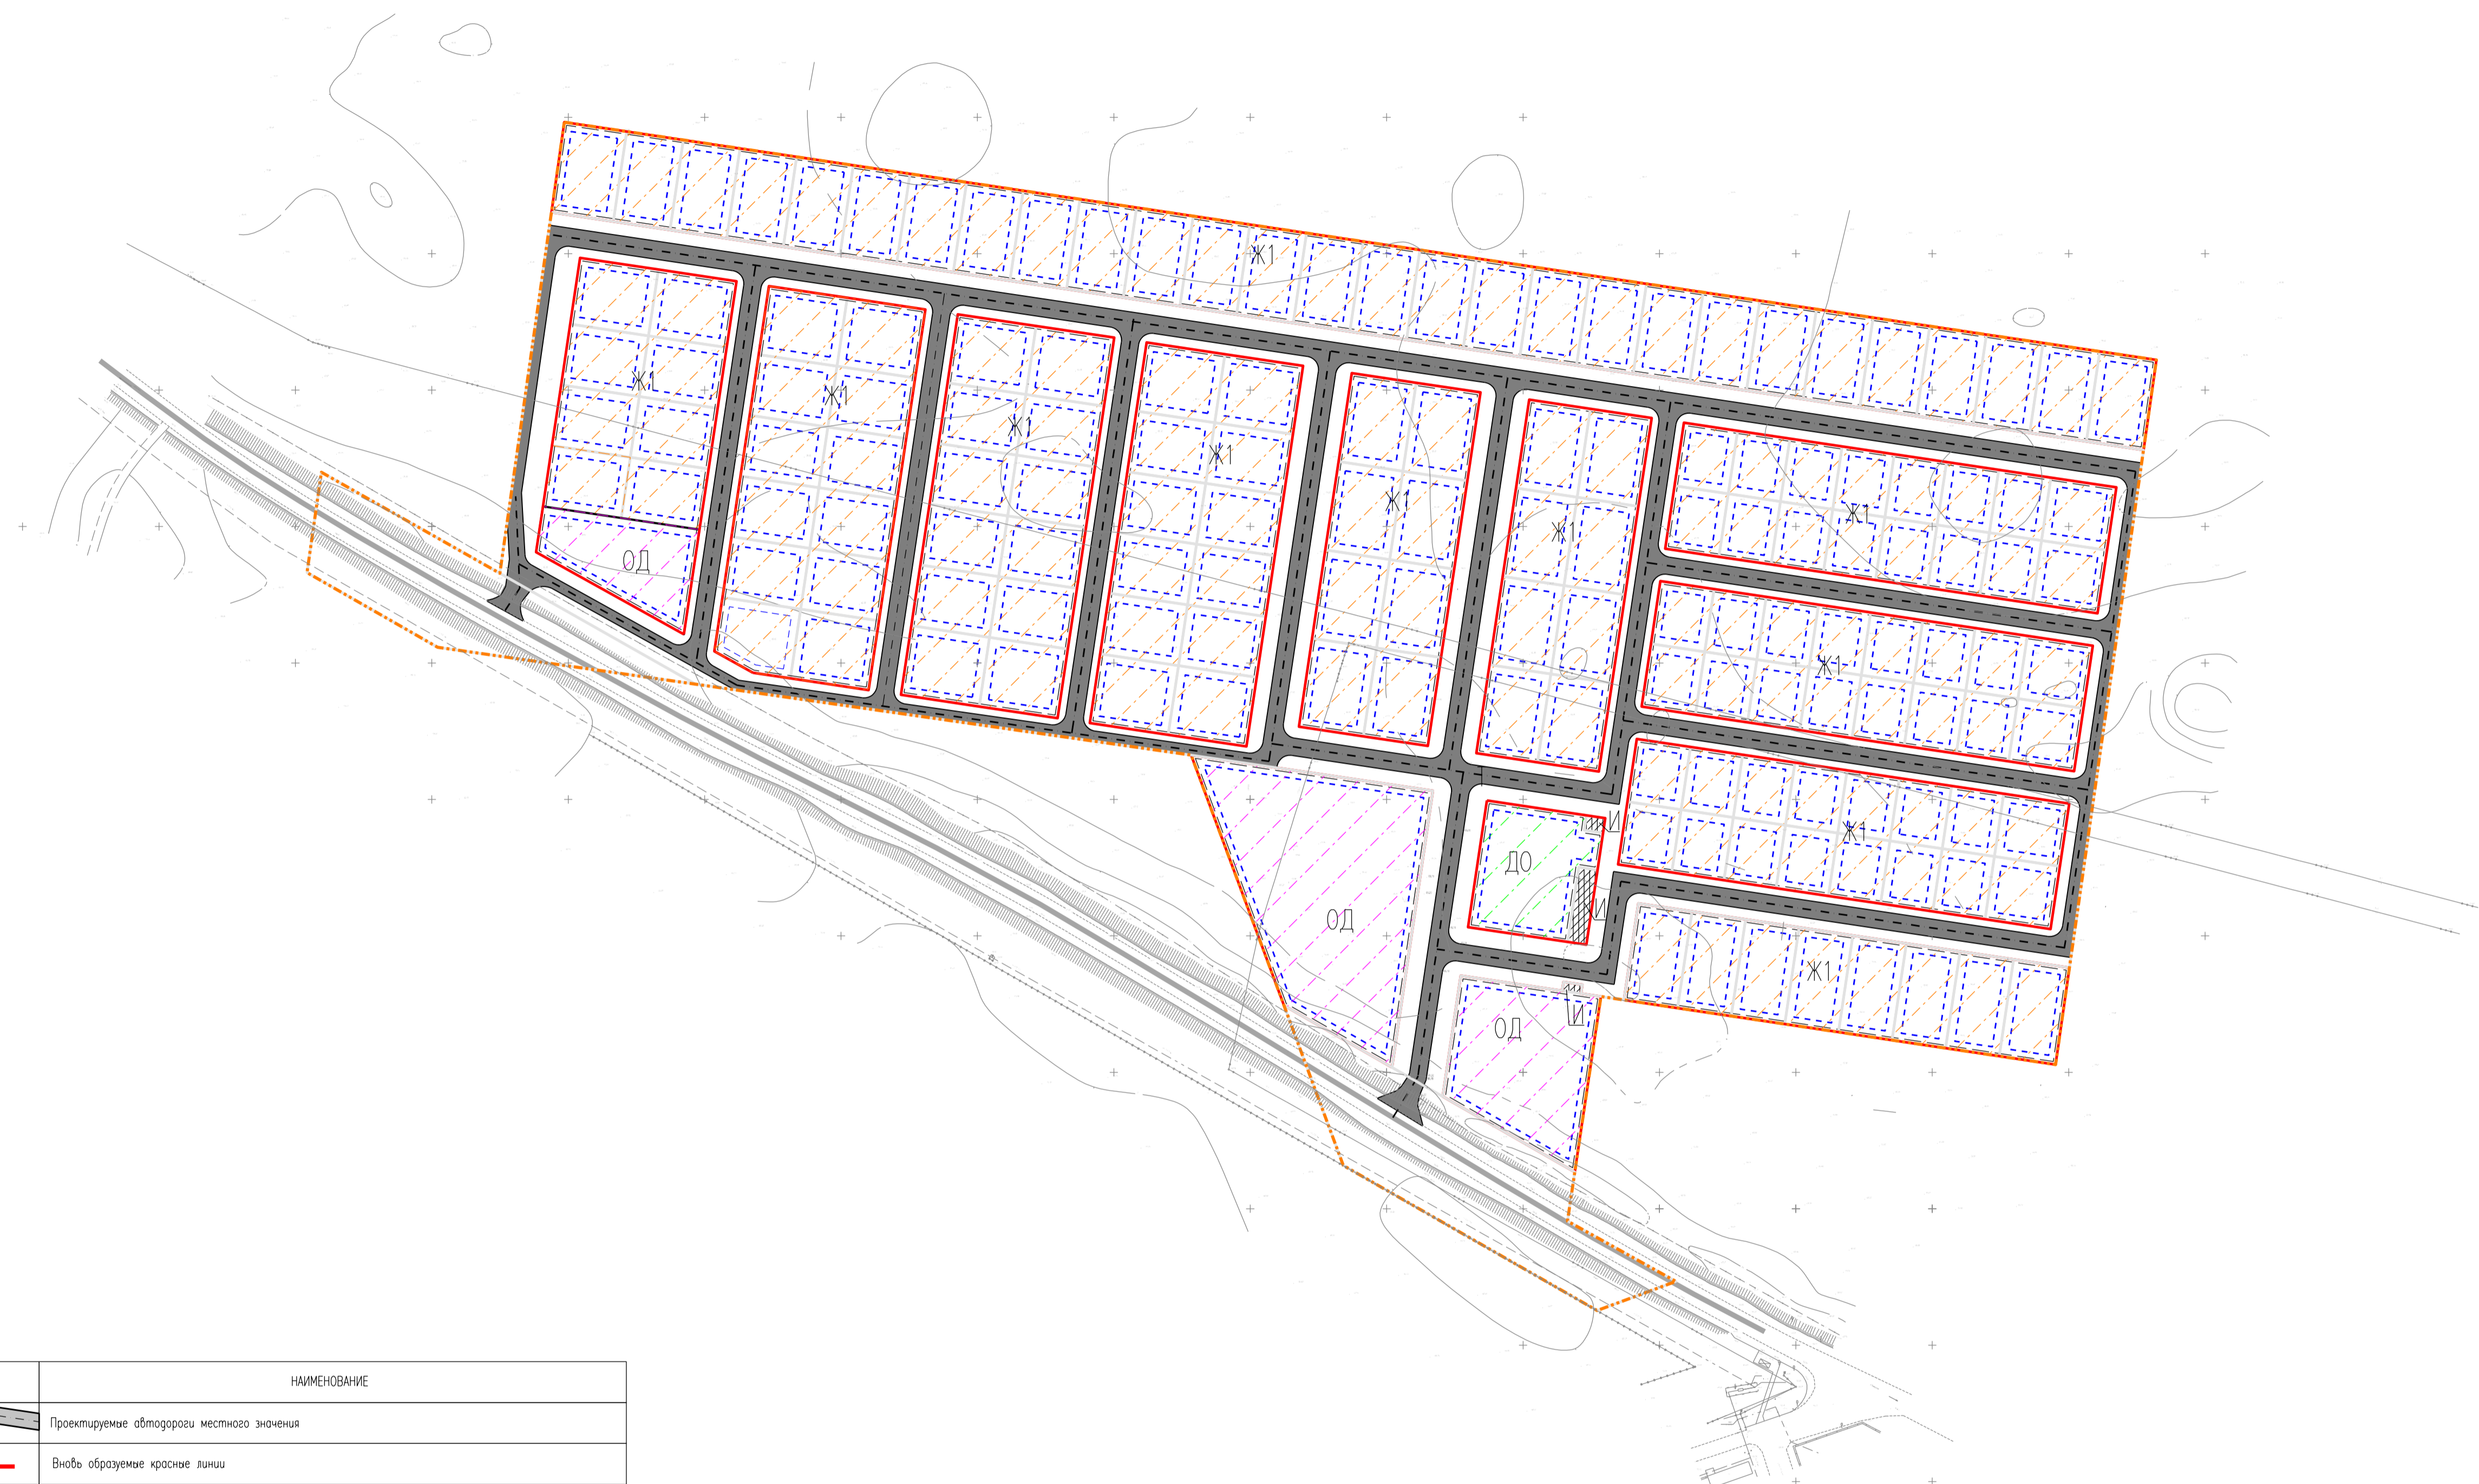 Ж1
Ж1
Ж1
Ж1
Ж1
Ж1
Ж1
Ж1
ОД
Ж1
И
Ж1
ДО
И
ОД
Ж1
И
ОД
НАИМЕНОВАНИЕ
Проектируемые автодороги местного значения
Вновь образуемые красные линии